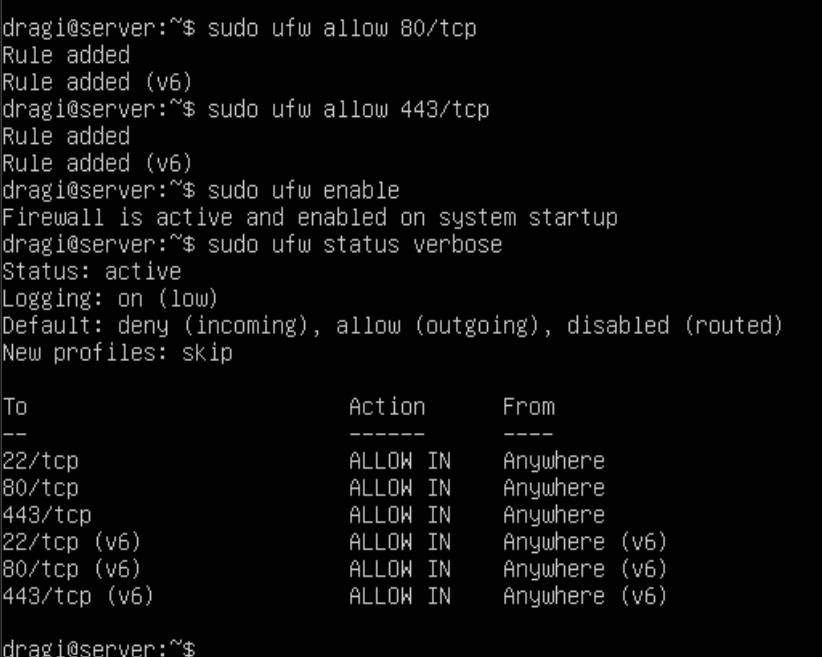 dragi@server:~$ sudo ufw allow 80/tcp
Rule added
Rule added (v6)
dragi@server:~$ sudo ufw allow 443/tcp
Rule added
Rule added (v6)
dragi@server:~$ sudo ufw enable
Firewall is active and enabled on system startup
dragi@server:~$ sudo ufw status verbose
Status: active
Logging: on (low)
Default: deny (incoming), allow (outgoing), disabled (routed)
New profiles: skip

To                         Action      From
--                         ------      ----
22/tcp                     ALLOW IN    Anywhere
80/tcp                     ALLOW IN    Anywhere
443/tcp                    ALLOW IN    Anywhere
22/tcp (v6)                ALLOW IN    Anywhere (v6)
80/tcp (v6)                ALLOW IN    Anywhere (v6)
443/tcp (v6)               ALLOW IN    Anywhere (v6)

dragi@server:~$